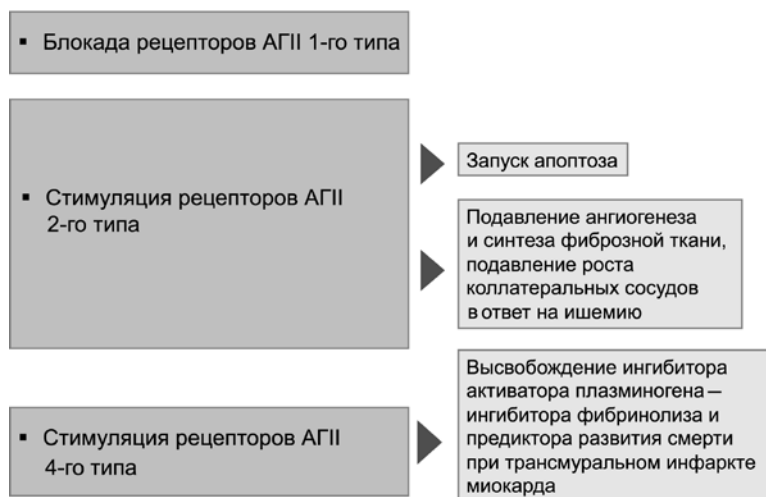 ▪ Блокада рецепторов АГII 1-го типа
▪ Стимуляция рецепторов АГII
2-го типа
Запуск апоптоза
Подавление ангиогенеза
и синтеза фиброзной ткани,
подавление роста
коллатеральных сосудов
в ответ на ишемию
▪ Стимуляция рецепторов АГII
4-го типа
Высвобождение ингибитора
активатора плазминогена –
ингибитора фибринолиза и
предиктора развития смерти
при трансмуральном инфаркте
миокарда